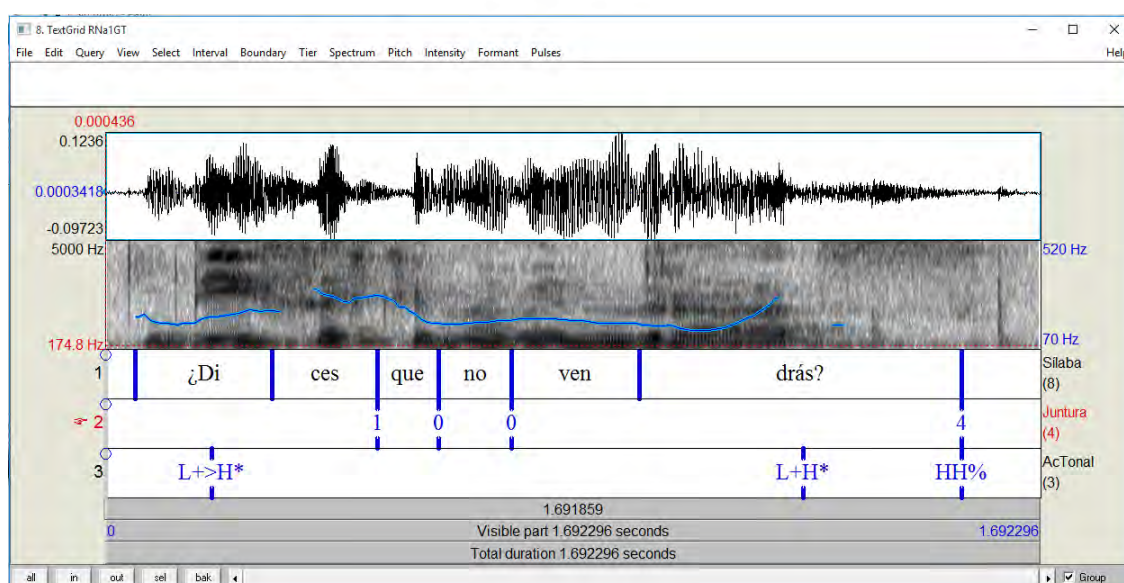 8. TextGrid RNa1GT
File Edit Query View Select Interval Boundary Tier Spectrum Pitch Intensity Formant Pulses Help
0.000436
0.1236
0.0003418
-0.09723
5000 Hz 520 Hz
174.8 Hz 70 Hz
1 ¿Di ces que no ven drás? Sílaba
(8)
2 1 0 0 4 Juntura
(4)
3 L+>H* L+H* HH% AcTonal
(3)
1.691859
0 Visible part 1.692296 seconds 1.692296
Total duration 1.692296 seconds
all in out sel bak Group